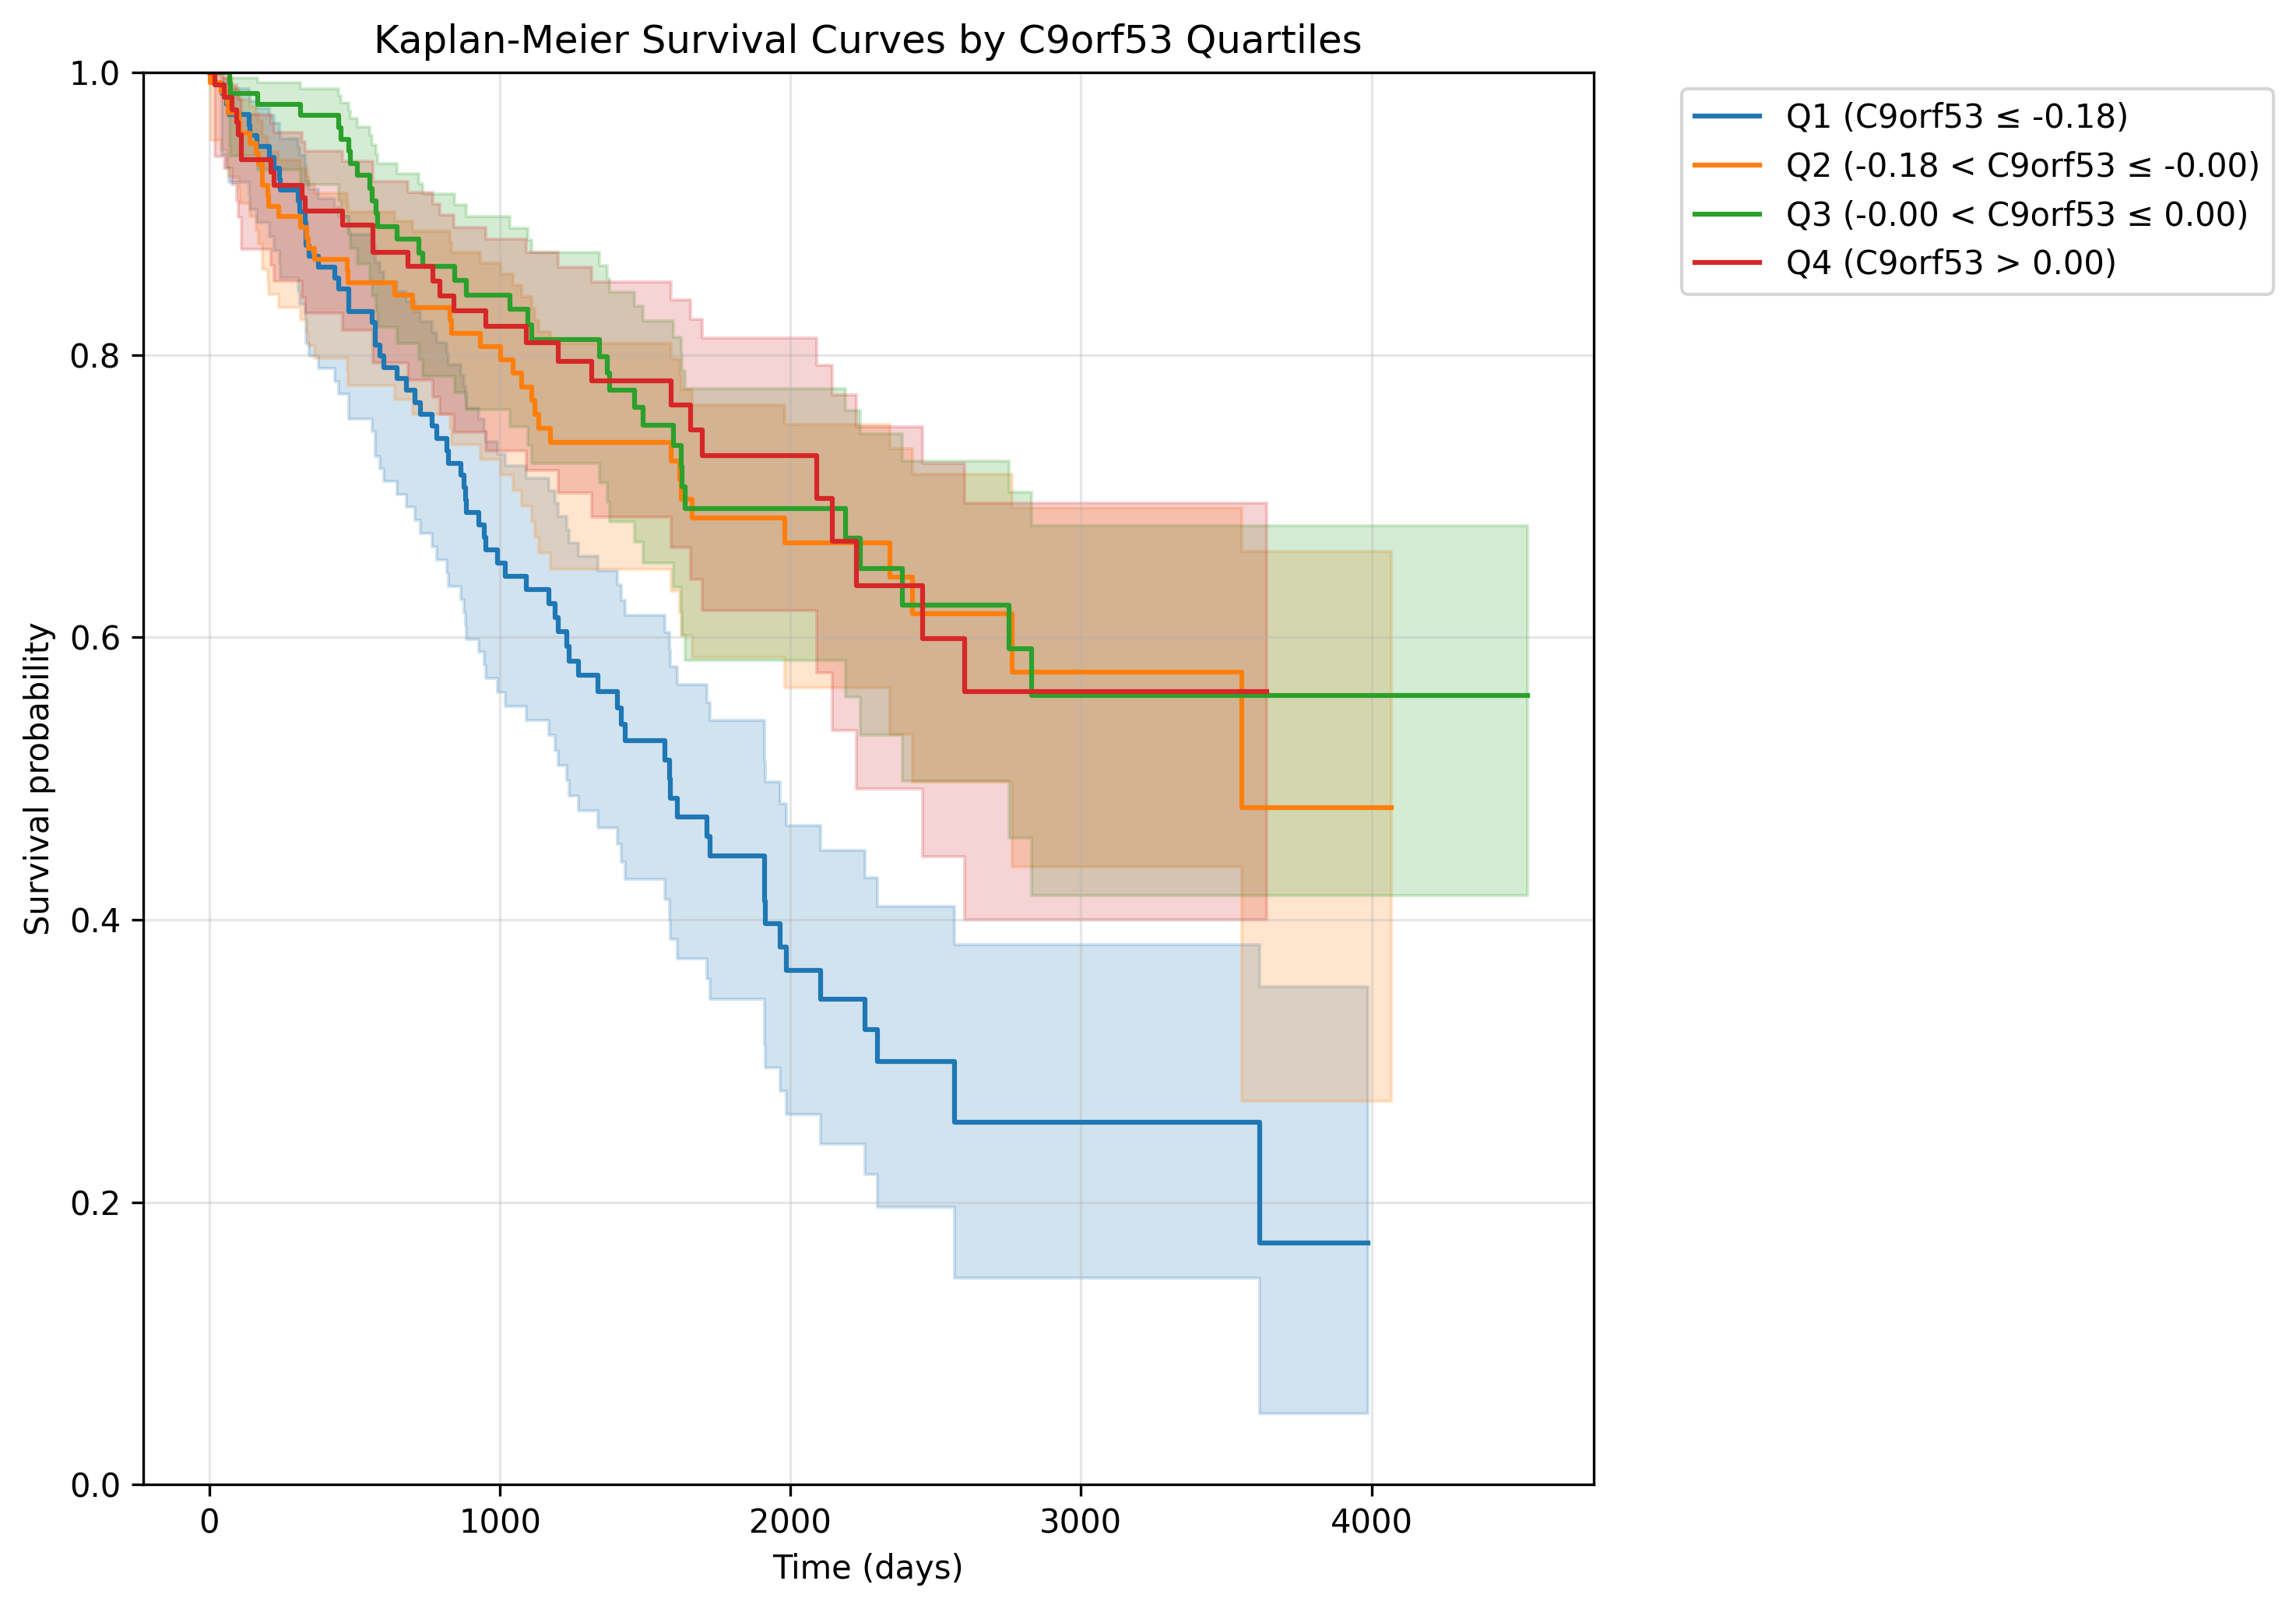 Kaplan-Meier Survival Curves by C9orf53 Quartiles
Q1 (C9orf53 ≤ -0.18)
Q2 (-0.18 < C9orf53 ≤ -0.00)
Q3 (-0.00 < C9orf53 ≤ 0.00)
Q4 (C9orf53 > 0.00)
Survival probability
1.0
0.8
0.6
0.4
0.2
0.0
0 1000 2000 3000 4000
Time (days)